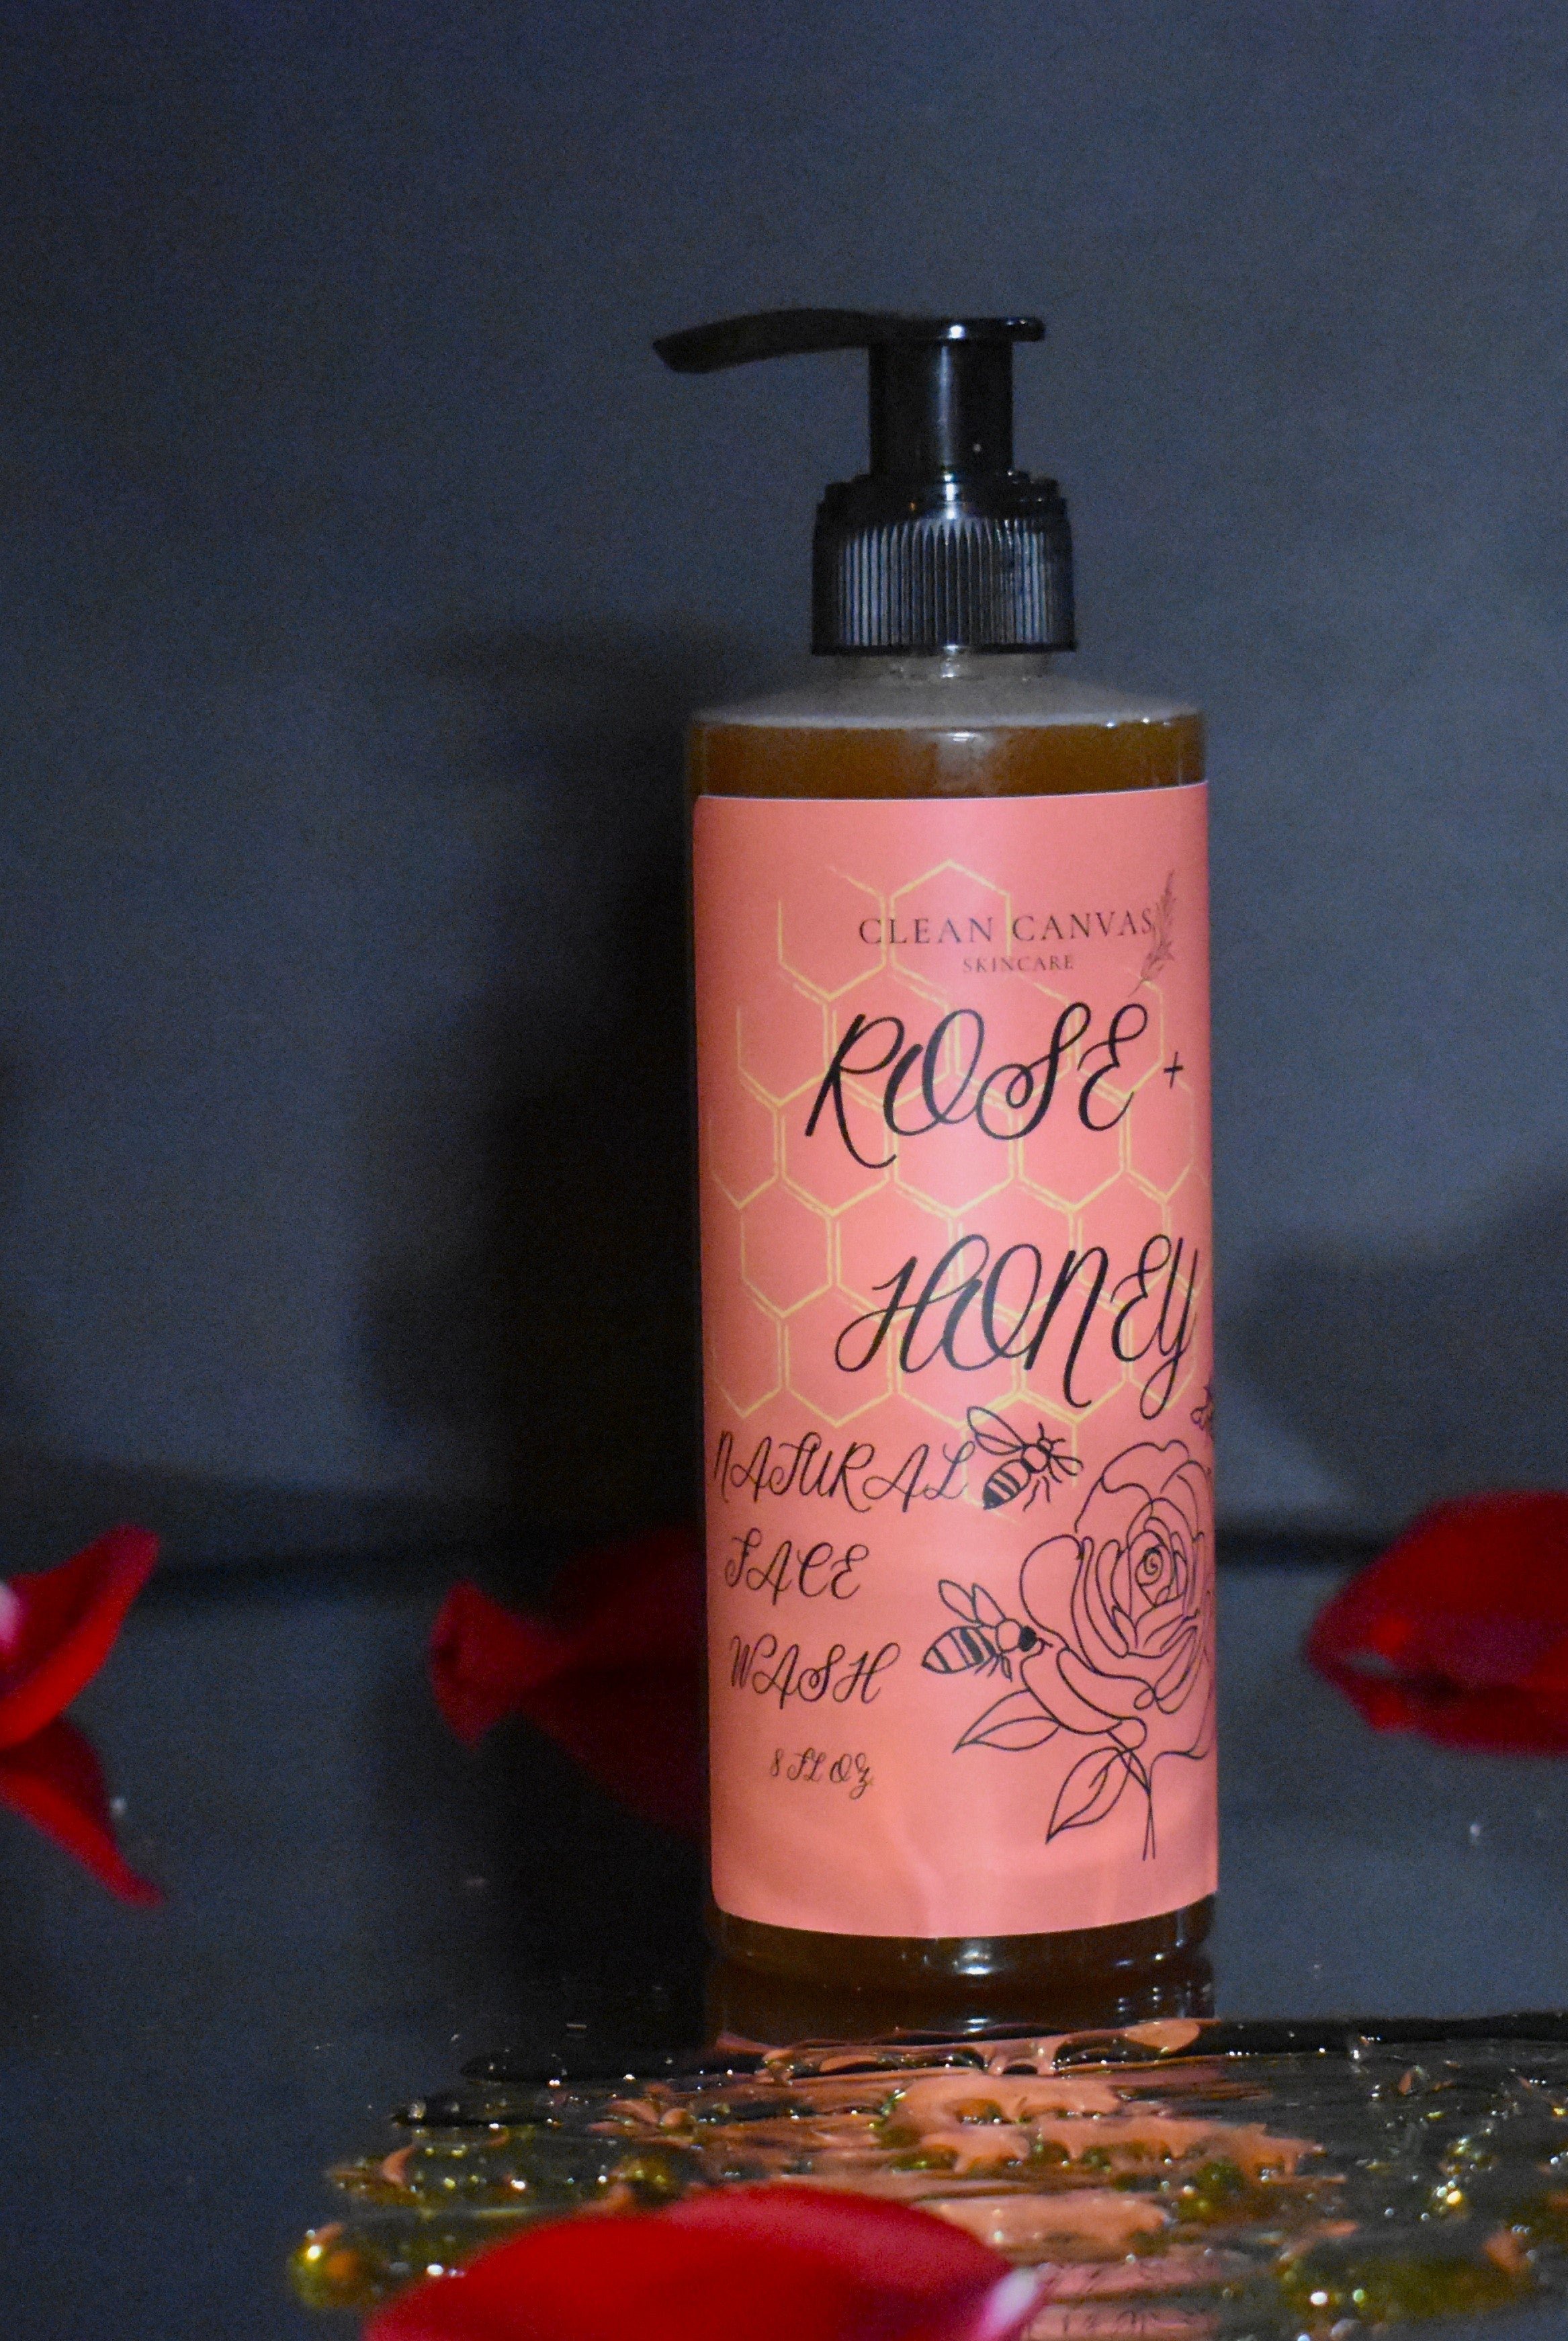 CLEAN CANVAS
SKINCARE
ROSE +
HONEY
NATURAL
FACE
WASH
8 FL OZ